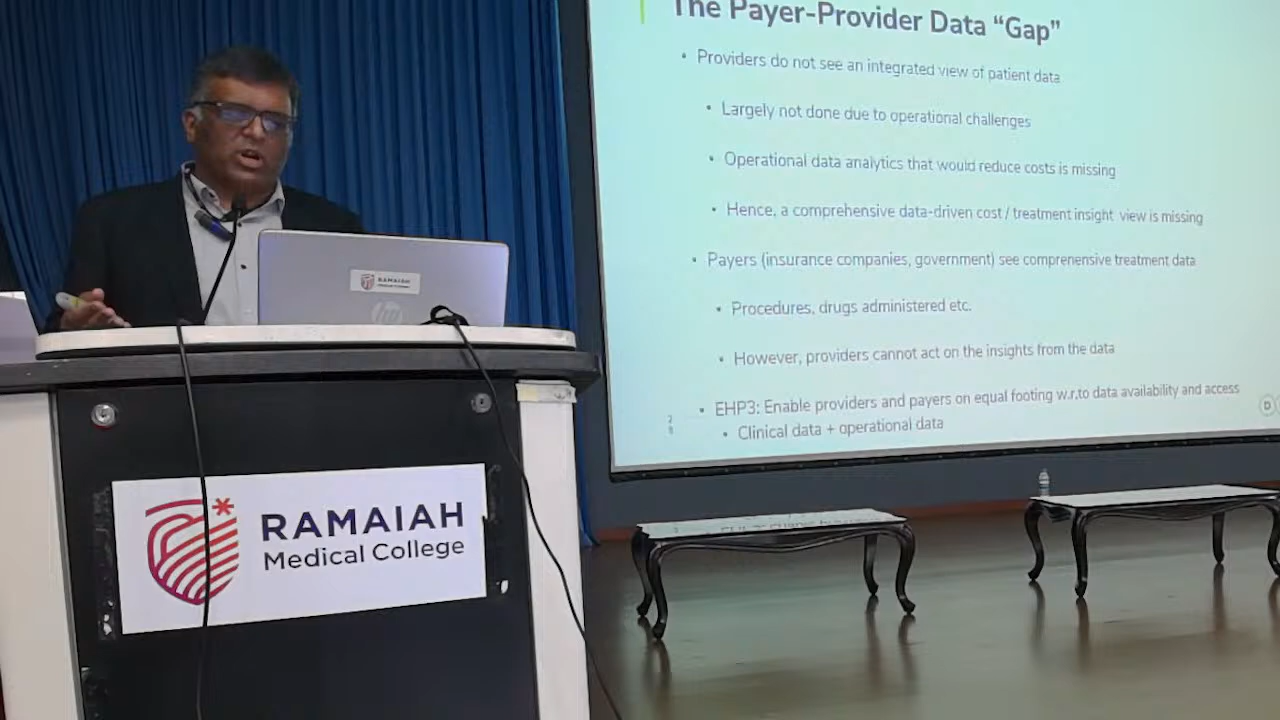 The Payer-Provider Data “Gap”
• Providers do not see an integrated view of patient data
• Largely not done due to operational challenges
• Operational data analytics that would reduce costs is missing
• Hence, a comprehensive data-driven cost / treatment insight view is missing
• Payers (insurance companies, government) see comprenensive treatment data
• Procedures, drugs administered etc.
• However, providers cannot act on the insights from the data
• EHP3: Enable providers and payers on equal footing w.r.to data availability and access
• Clinical data + operational data
D
RAMAIAH
hp
RAMAIAH
Medical College